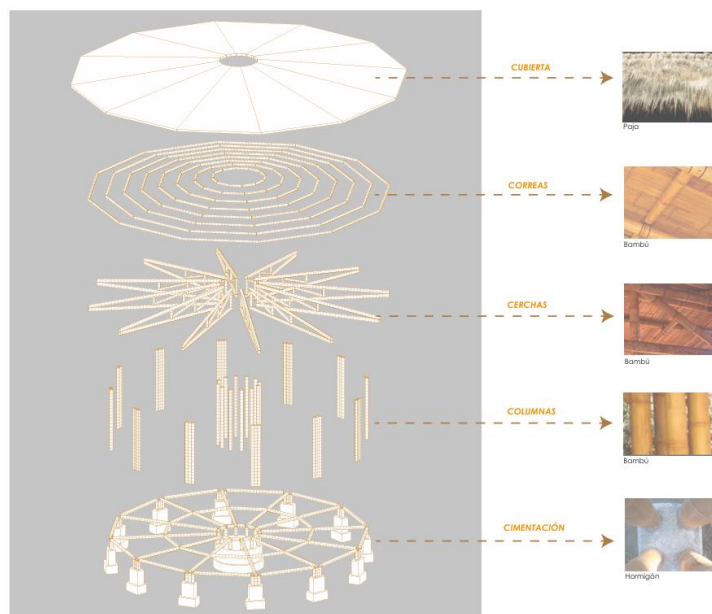 CUBIERTA
Paja
CORREAS
Bambú
CERCHAS
Bambú
COLUMNAS
Bambú
CIMENTACIÓN
Hormigón